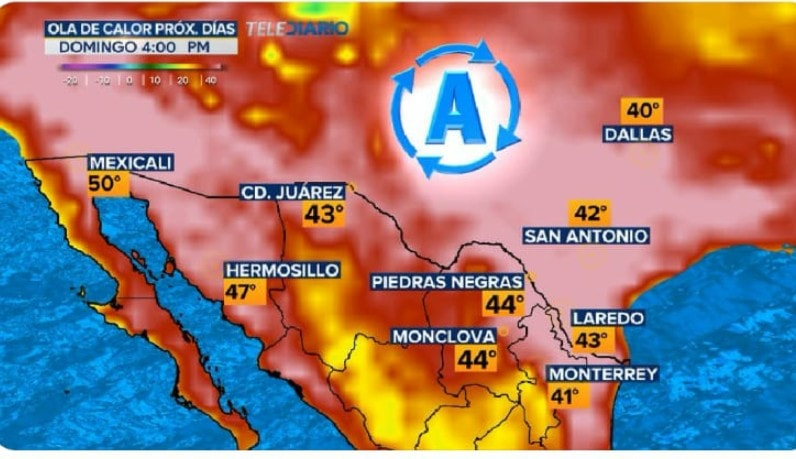 OLA DE CALOR PRÓX. DÍAS
TELEDIARIO
DOMINGO 4:00 PM
-20 | -10 | 0 | 10 | 20 | 30 | 40
A
40°
DALLAS
MEXICALI
50°
CD. JUÁREZ
43°
42°
SAN ANTONIO
HERMOSILLO
47°
PIEDRAS NEGRAS
44°
LAREDO
43°
MONCLOVA
44°
MONTERREY
41°